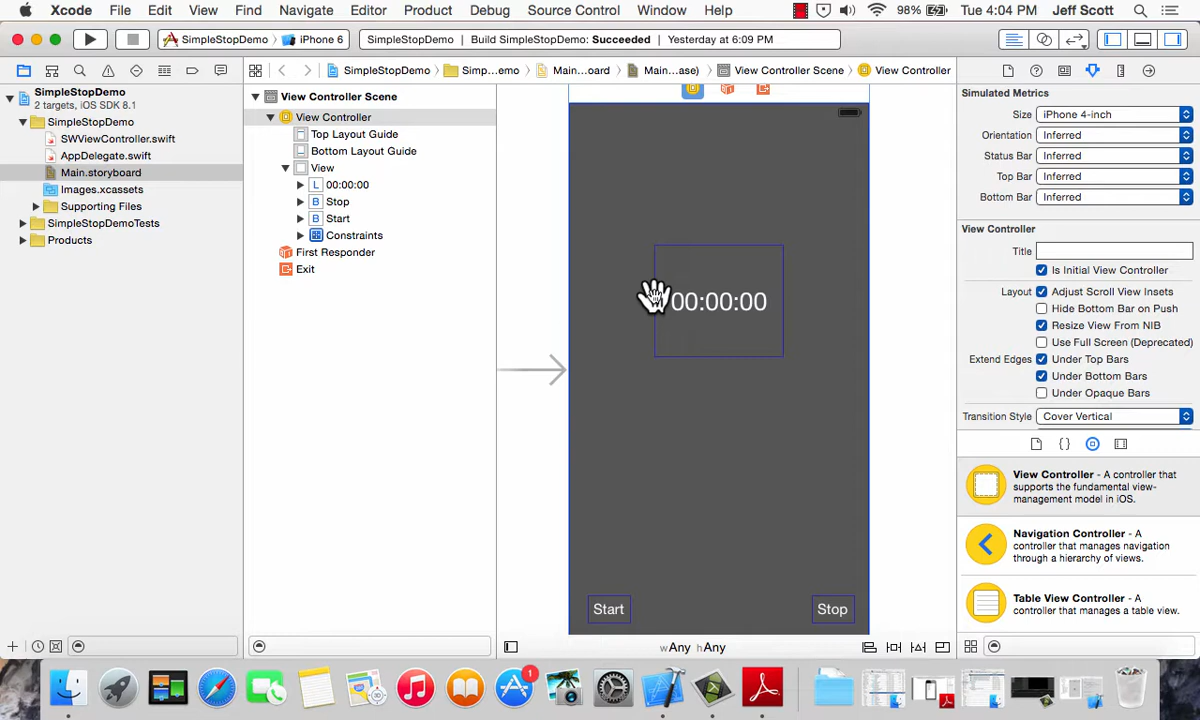 Xcode File Edit View Find Navigate Editor Product Debug Source Control Window Help 98% Tue 4:04 PM Jeff Scott
SimpleStopDemo iPhone 6 SimpleStopDemo Build SimpleStopDemo: Succeeded Yesterday at 6:09 PM
SimpleStopDemo Simp...emo Main....oard Main....ase) View Controller Scene View Controller
SimpleStopDemo
2 targets, iOS SDK 8.1
SimpleStopDemo
SWViewController.swift
AppDelegate.swift
Main.storyboard
Images.xcassets
Supporting Files
SimpleStopDemoTests
Products
View Controller Scene
View Controller
Top Layout Guide
Bottom Layout Guide
View
L 00:00:00
B Stop
B Start
Constraints
First Responder
Exit
00:00:00
Start Stop
wAny hAny
Simulated Metrics
Size iPhone 4-inch
Orientation Inferred
Status Bar Inferred
Top Bar Inferred
Bottom Bar Inferred
View Controller
Title
Is Initial View Controller
Layout Adjust Scroll View Insets
Hide Bottom Bar on Push
Resize View From NIB
Use Full Screen (Deprecated)
Extend Edges Under Top Bars
Under Bottom Bars
Under Opaque Bars
Transition Style Cover Vertical
View Controller - A controller that
supports the fundamental view-
management model in iOS.
Navigation Controller - A
controller that manages navigation
through a hierarchy of views.
Table View Controller - A
controller that manages a table view.
1